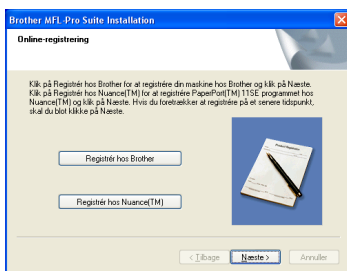 Brother MFL-Pro Suite Installation
Online-registrering
Klik på Registrér hos Brother for at registrére din maskine hos Brother og klik på Næste.
Klik på Registrér hos Nuance(TM) for at registrére PaperPort(TM) 11SE programmet hos
Nuance(TM) og klik på Næste. Hvis du foretrækker at registrére på et senere tidspunkt,
skal du blot klikke på Næste.
Registrér hos Brother
Registrér hos Nuance(TM)
< Tilbage
Næste >
Annuller